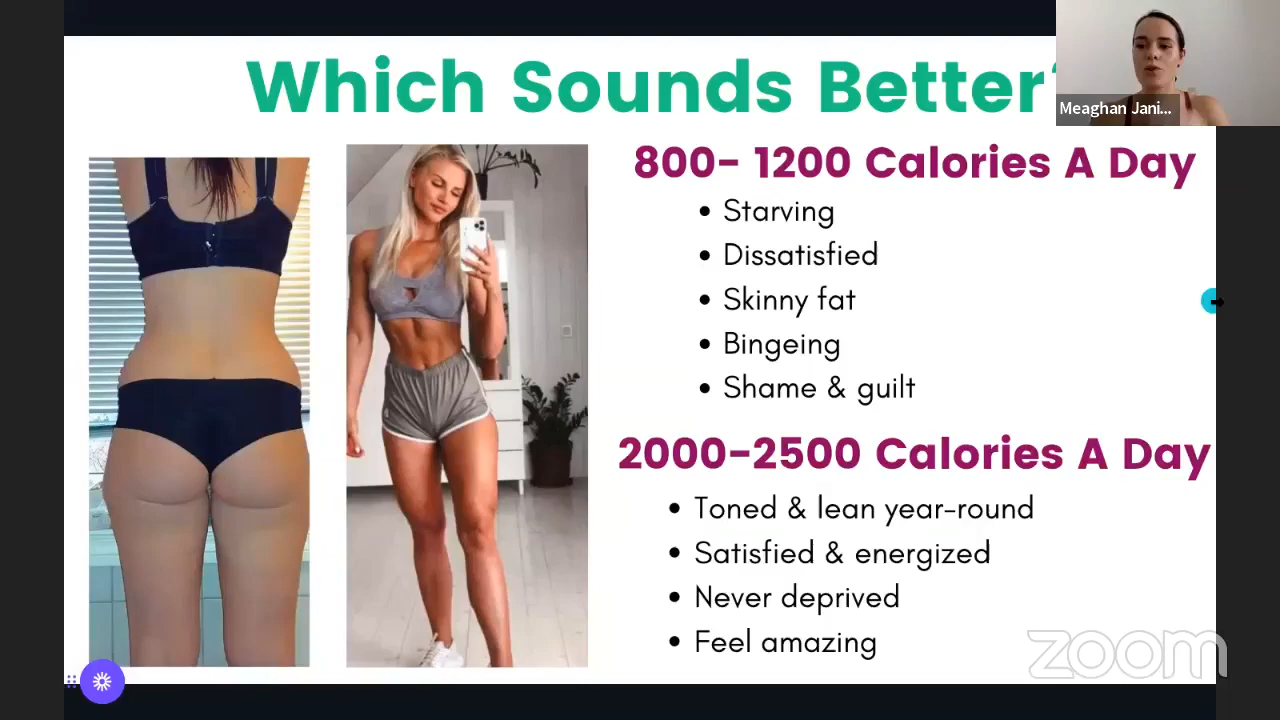 Which Sounds Better?
Meaghan Jani...
800- 1200 Calories A Day
• Starving
• Dissatisfied
• Skinny fat
• Bingeing
• Shame & guilt
2000-2500 Calories A Day
• Toned & lean year-round
• Satisfied & energized
• Never deprived
• Feel amazing
zoom